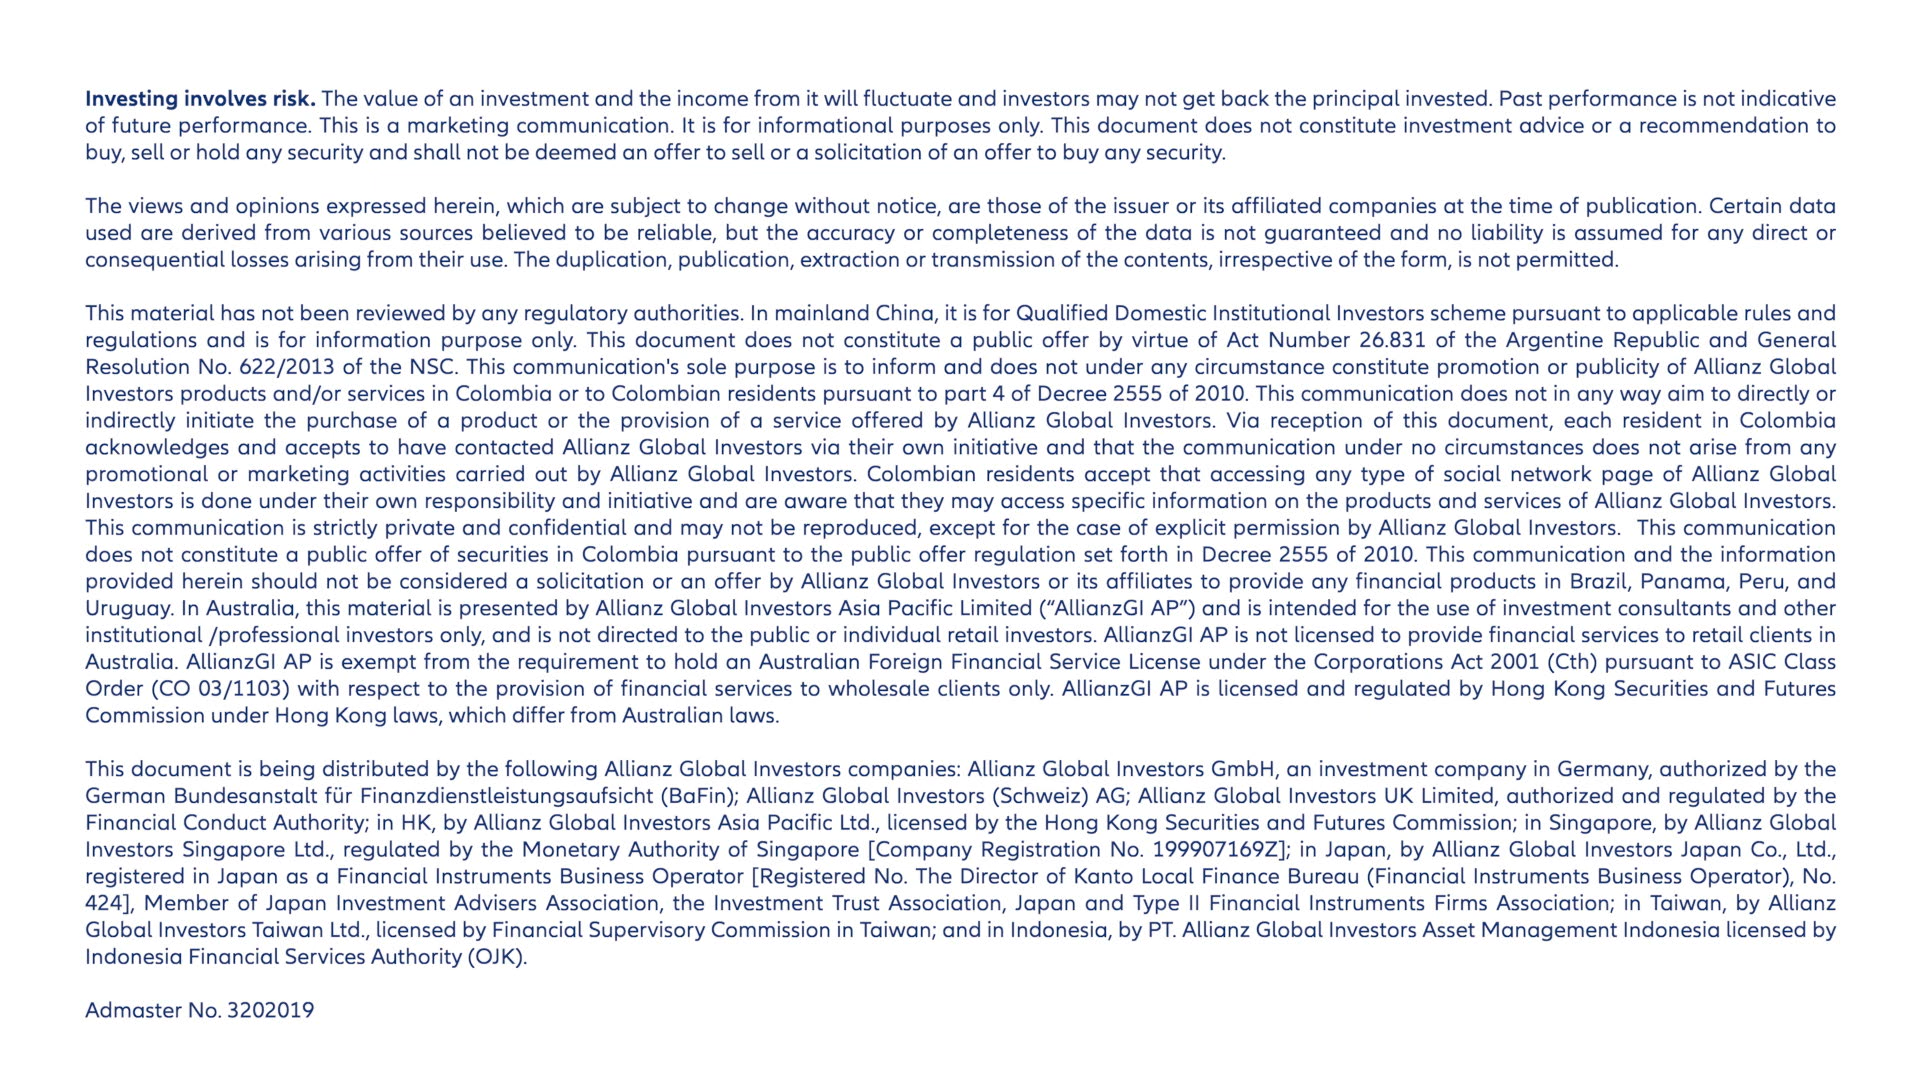 Investing involves risk. The value of an investment and the income from it will fluctuate and investors may not get back the principal invested. Past performance is not indicative
of future performance. This is a marketing communication. It is for informational purposes only. This document does not constitute investment advice or a recommendation to
buy, sell or hold any security and shall not be deemed an offer to sell or a solicitation of an offer to buy any security.
The views and opinions expressed herein, which are subject to change without notice, are those of the issuer or its affiliated companies at the time of publication. Certain data
used are derived from various sources believed to be reliable, but the accuracy or completeness of the data is not guaranteed and no liability is assumed for any direct or
consequential losses arising from their use. The duplication, publication, extraction or transmission of the contents, irrespective of the form, is not permitted.
This material has not been reviewed by any regulatory authorities. In mainland China, it is for Qualified Domestic Institutional Investors scheme pursuant to applicable rules and
regulations and is for information purpose only. This document does not constitute a public offer by virtue of Act Number 26.831 of the Argentine Republic and General
Resolution No. 622/2013 of the NSC. This communication's sole purpose is to inform and does not under any circumstance constitute promotion or publicity of Allianz Global
Investors products and/or services in Colombia or to Colombian residents pursuant to part 4 of Decree 2555 of 2010. This communication does not in any way aim to directly or
indirectly initiate the purchase of a product or the provision of a service offered by Allianz Global Investors. Via reception of this document, each resident in Colombia
acknowledges and accepts to have contacted Allianz Global Investors via their own initiative and that the communication under no circumstances does not arise from any
promotional or marketing activities carried out by Allianz Global Investors. Colombian residents accept that accessing any type of social network page of Allianz Global
Investors is done under their own responsibility and initiative and are aware that they may access specific information on the products and services of Allianz Global Investors.
This communication is strictly private and confidential and may not be reproduced, except for the case of explicit permission by Allianz Global Investors.  This communication
does not constitute a public offer of securities in Colombia pursuant to the public offer regulation set forth in Decree 2555 of 2010. This communication and the information
provided herein should not be considered a solicitation or an offer by Allianz Global Investors or its affiliates to provide any financial products in Brazil, Panama, Peru, and
Uruguay. In Australia, this material is presented by Allianz Global Investors Asia Pacific Limited (“AllianzGI AP”) and is intended for the use of investment consultants and other
institutional /professional investors only, and is not directed to the public or individual retail investors. AllianzGI AP is not licensed to provide financial services to retail clients in
Australia. AllianzGI AP is exempt from the requirement to hold an Australian Foreign Financial Service License under the Corporations Act 2001 (Cth) pursuant to ASIC Class
Order (CO 03/1103) with respect to the provision of financial services to wholesale clients only. AllianzGI AP is licensed and regulated by Hong Kong Securities and Futures
Commission under Hong Kong laws, which differ from Australian laws.
This document is being distributed by the following Allianz Global Investors companies: Allianz Global Investors GmbH, an investment company in Germany, authorized by the
German Bundesanstalt für Finanzdienstleistungsaufsicht (BaFin); Allianz Global Investors (Schweiz) AG; Allianz Global Investors UK Limited, authorized and regulated by the
Financial Conduct Authority; in HK, by Allianz Global Investors Asia Pacific Ltd., licensed by the Hong Kong Securities and Futures Commission; in Singapore, by Allianz Global
Investors Singapore Ltd., regulated by the Monetary Authority of Singapore [Company Registration No. 199907169Z]; in Japan, by Allianz Global Investors Japan Co., Ltd.,
registered in Japan as a Financial Instruments Business Operator [Registered No. The Director of Kanto Local Finance Bureau (Financial Instruments Business Operator), No.
424], Member of Japan Investment Advisers Association, the Investment Trust Association, Japan and Type II Financial Instruments Firms Association; in Taiwan, by Allianz
Global Investors Taiwan Ltd., licensed by Financial Supervisory Commission in Taiwan; and in Indonesia, by PT. Allianz Global Investors Asset Management Indonesia licensed by
Indonesia Financial Services Authority (OJK).
Admaster No. 3202019